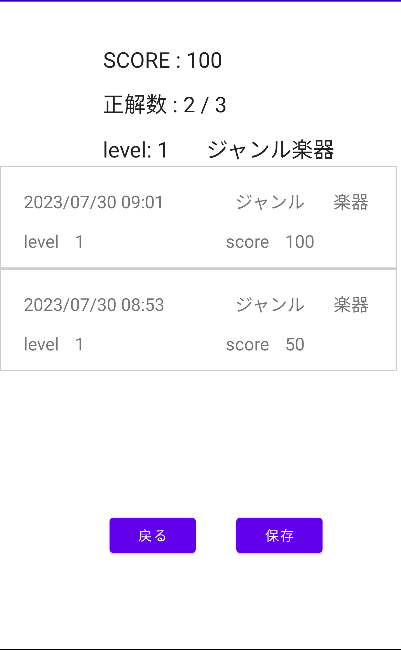 SCORE : 100
正解数 : 2 / 3
level: 1 ジャンル楽器
2023/07/30 09:01 ジャンル 楽器
level 1 score 100
2023/07/30 08:53 ジャンル 楽器
level 1 score 50
戻る 保存